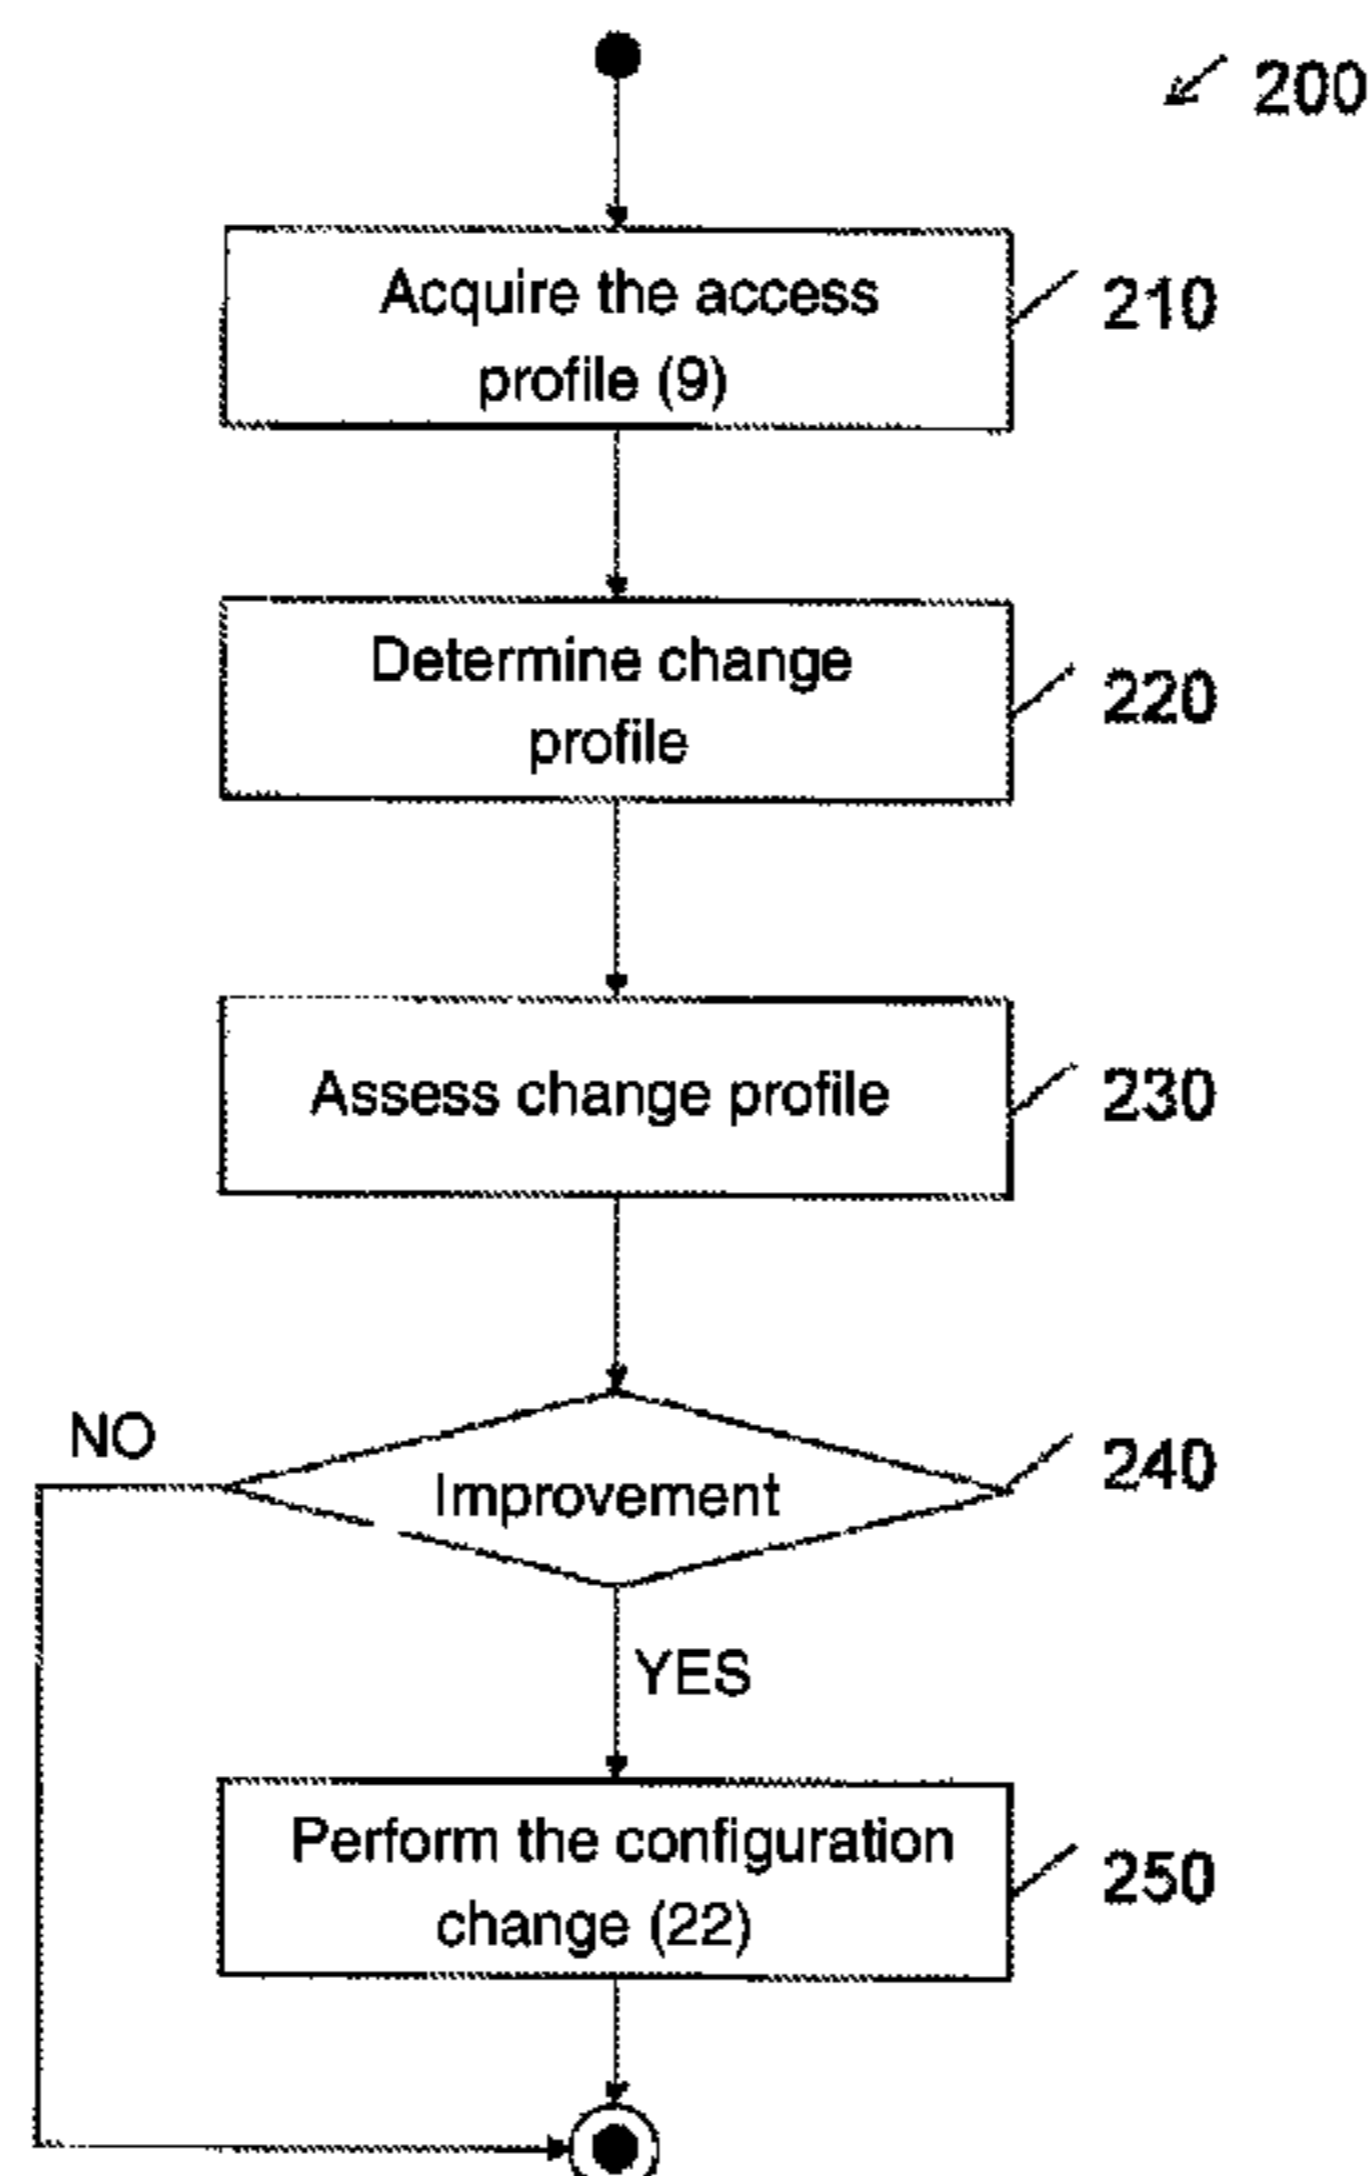 200
Acquire the access
profile (9)
210
Determine change
profile
220
Assess change profile
230
NO
Improvement
240
YES
Perform the configuration
change (22)
250